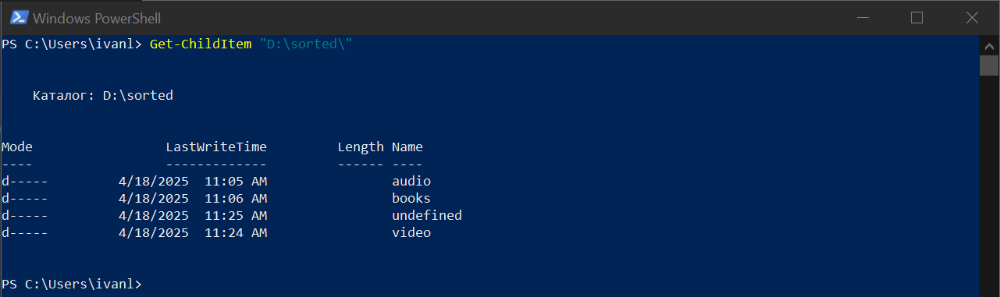 Windows PowerShell
PS C:\Users\ivanl> Get-ChildItem "D:\sorted\"
Каталог: D:\sorted
Mode                 LastWriteTime         Length Name
----                 -------------         ------ ----
d-----         4/18/2025  11:05 AM                audio
d-----         4/18/2025  11:06 AM                books
d-----         4/18/2025  11:25 AM                undefined
d-----         4/18/2025  11:24 AM                video
PS C:\Users\ivanl>